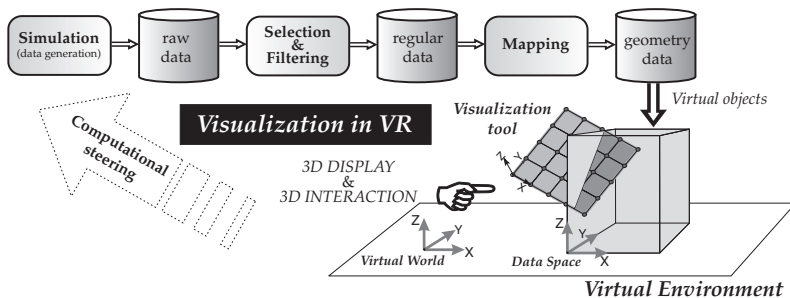 Simulation
(data generation)
raw
data
Selection
&
Filtering
regular
data
Mapping
geometry
data
Virtual objects
Computational
steering
Visualization in VR
3D DISPLAY
&
3D INTERACTION
Visualization
tool
Z
Y
X
Z
Y
X
Virtual World
Z
Y
X
Data Space
Virtual Environment